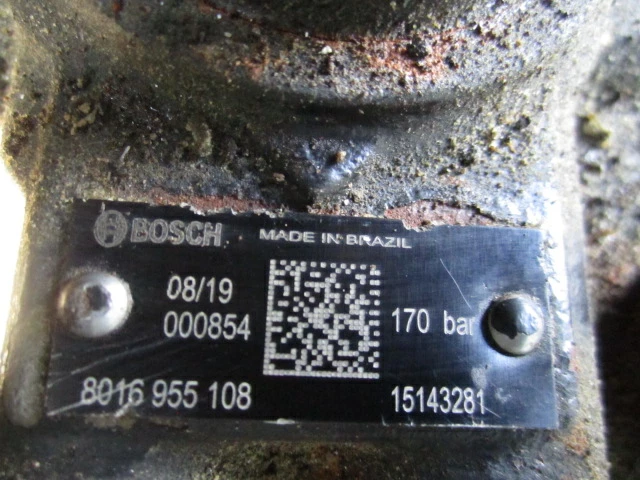 BOSCH MADE IN BRAZIL
08/19
000854 170 bar
8016 955 108 15143281